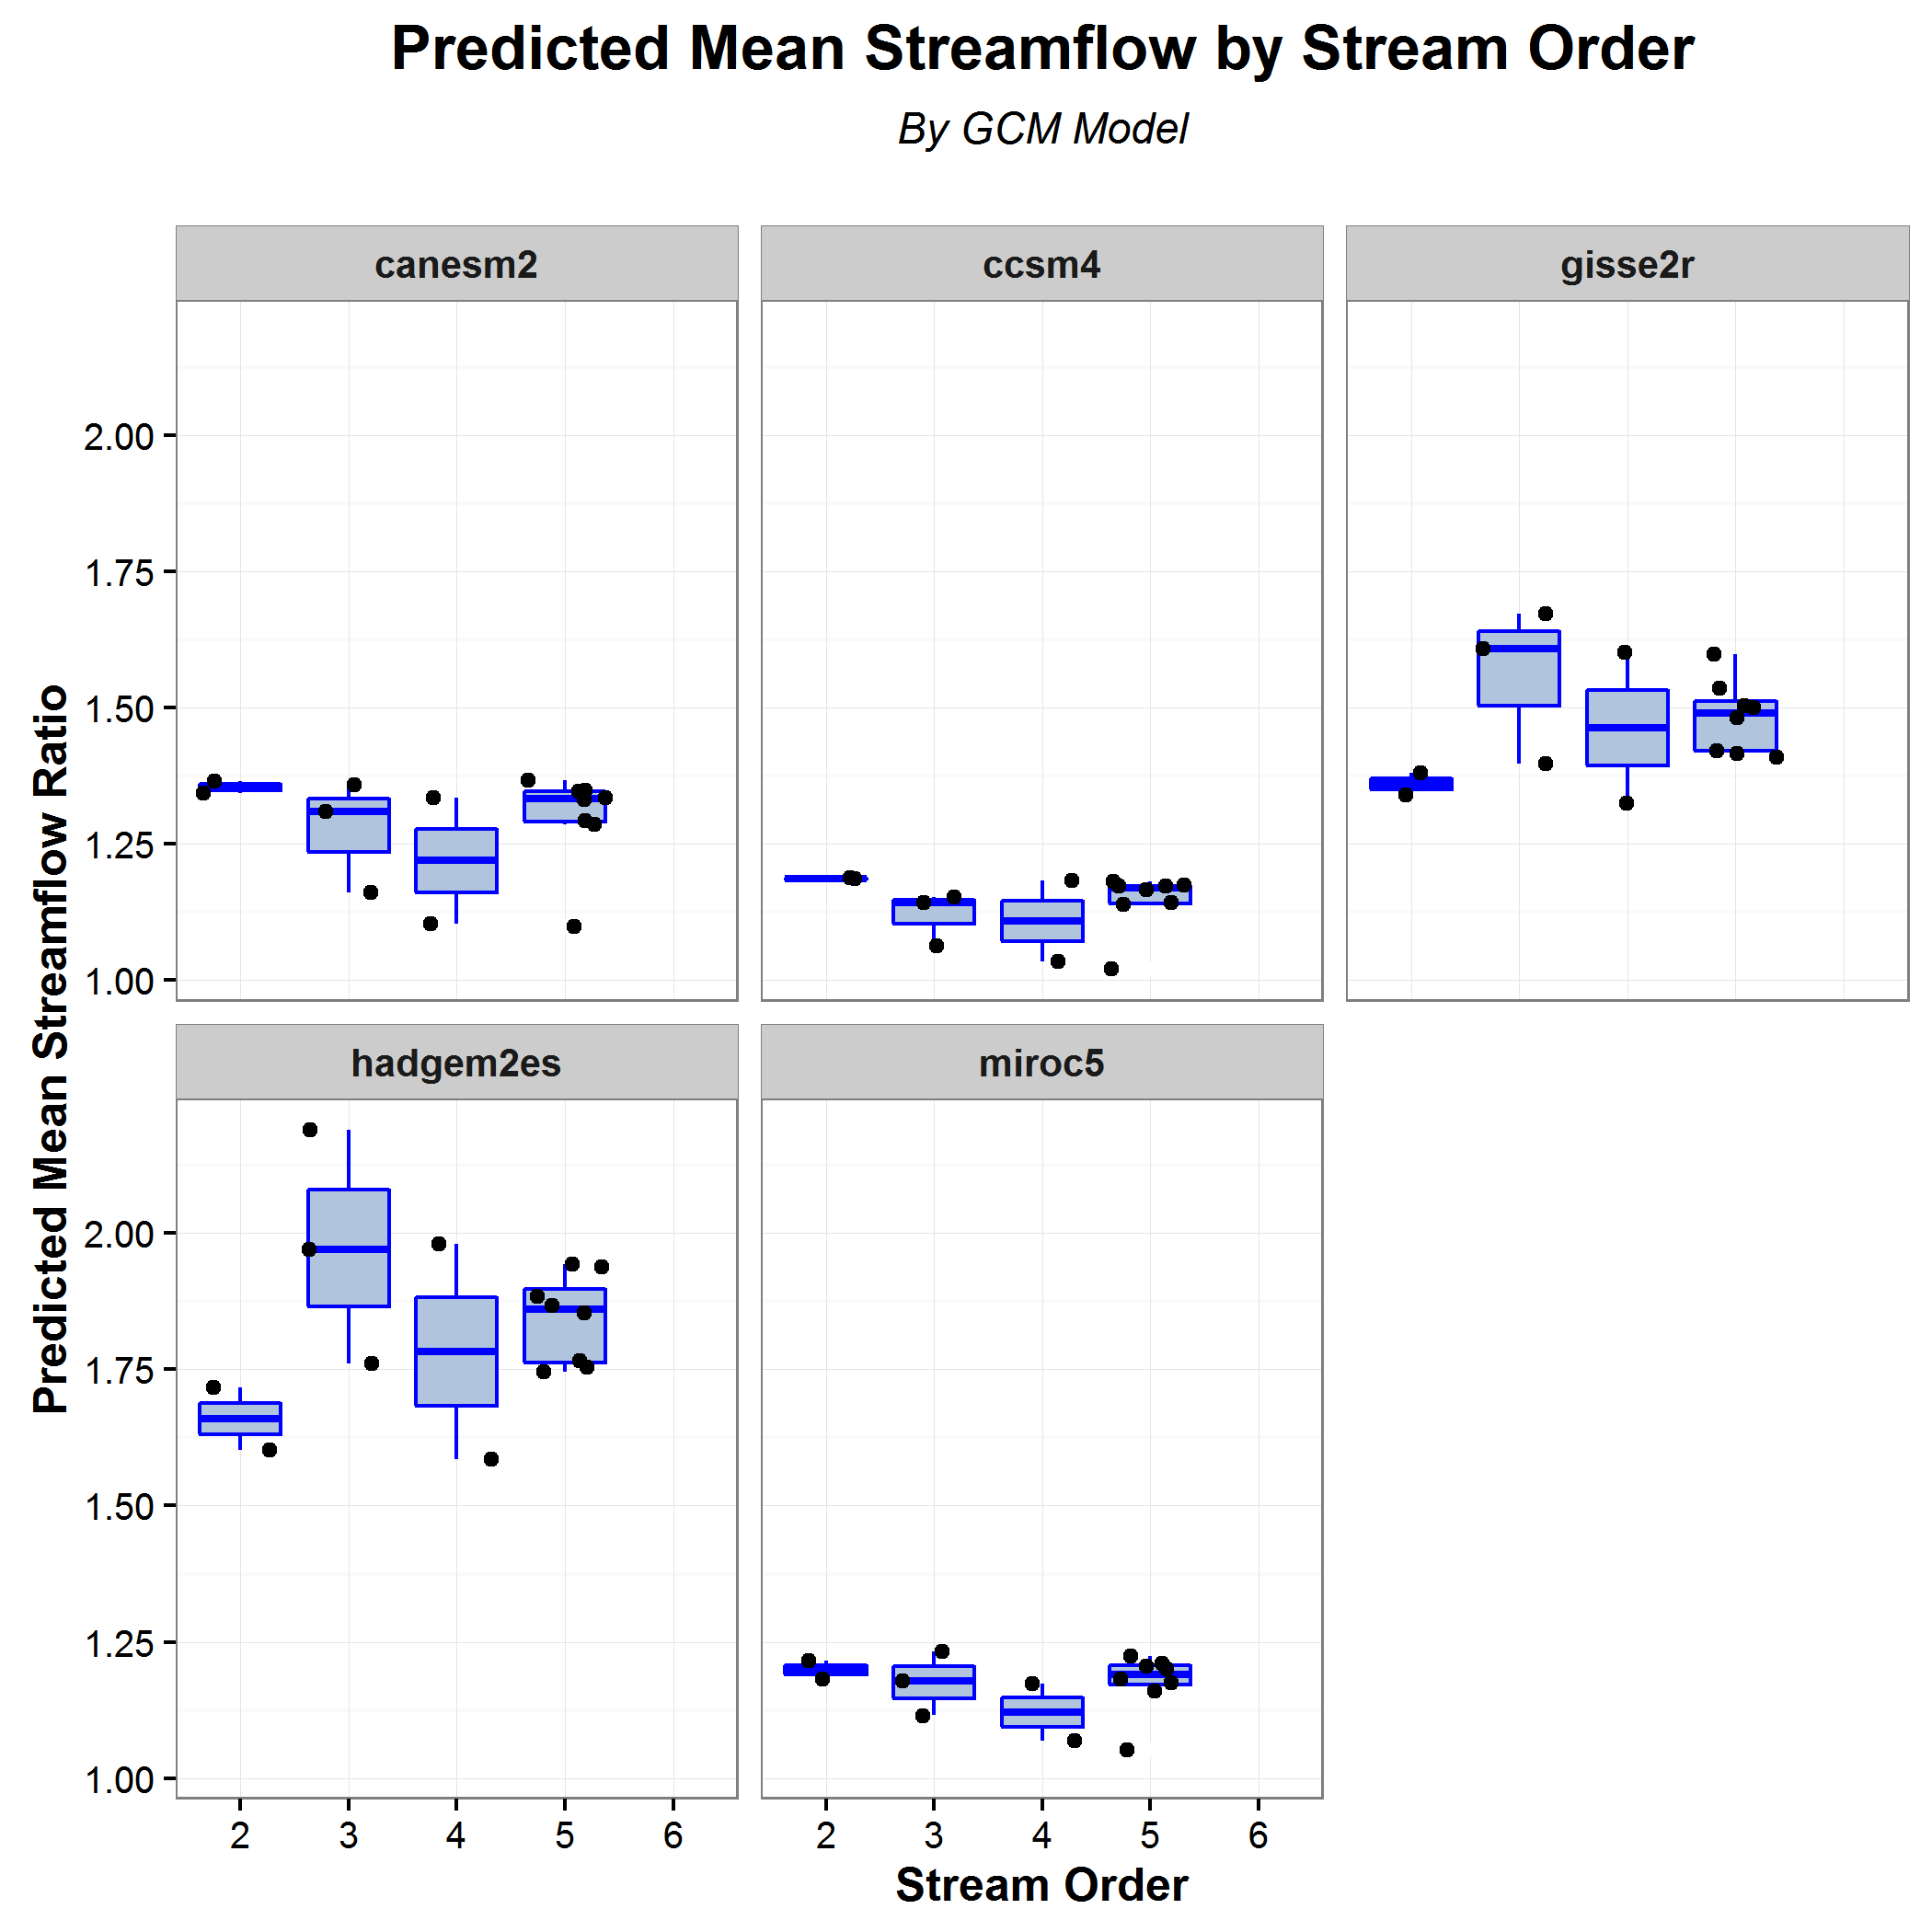 Predicted Mean Streamflow by Stream Order
By GCM Model
canesm2
ccsm4
gisse2r
2.00
1.75
1.50
1.25
1.00
Predicted Mean Streamflow Ratio
hadgem2es
miroc5
2.00
1.75
1.50
1.25
1.00
2 3 4 5 6
2 3 4 5 6
Stream Order